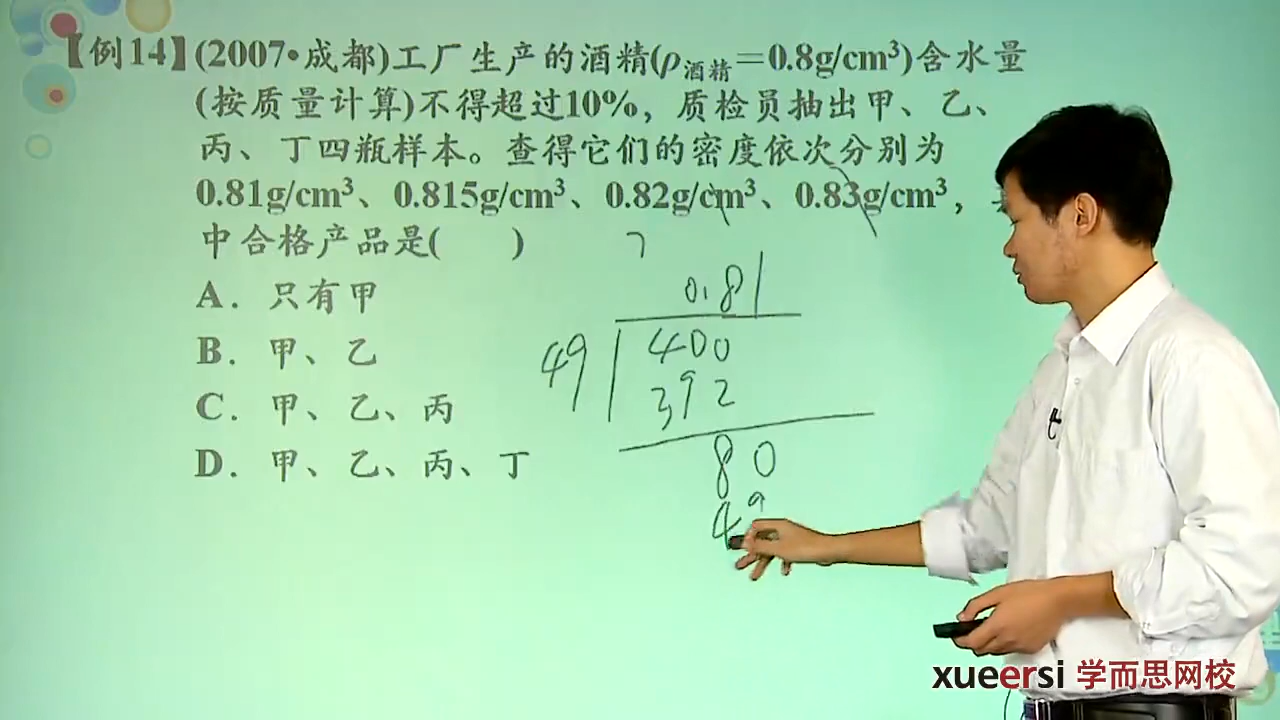 【例14】(2007•成都)工厂生产的酒精(ρ酒精＝0.8g/cm³)含水量
(按质量计算)不得超过10%，质检员抽出甲、乙、
丙、丁四瓶样本。查得它们的密度依次分别为
0.81g/cm³、0.815g/cm³、0.82g/cm³、0.83g/cm³，
中合格产品是(　　)
A．只有甲
B．甲、乙
C．甲、乙、丙
D．甲、乙、丙、丁
0.81
49 400
392
80
49
xueersi 学而思网校